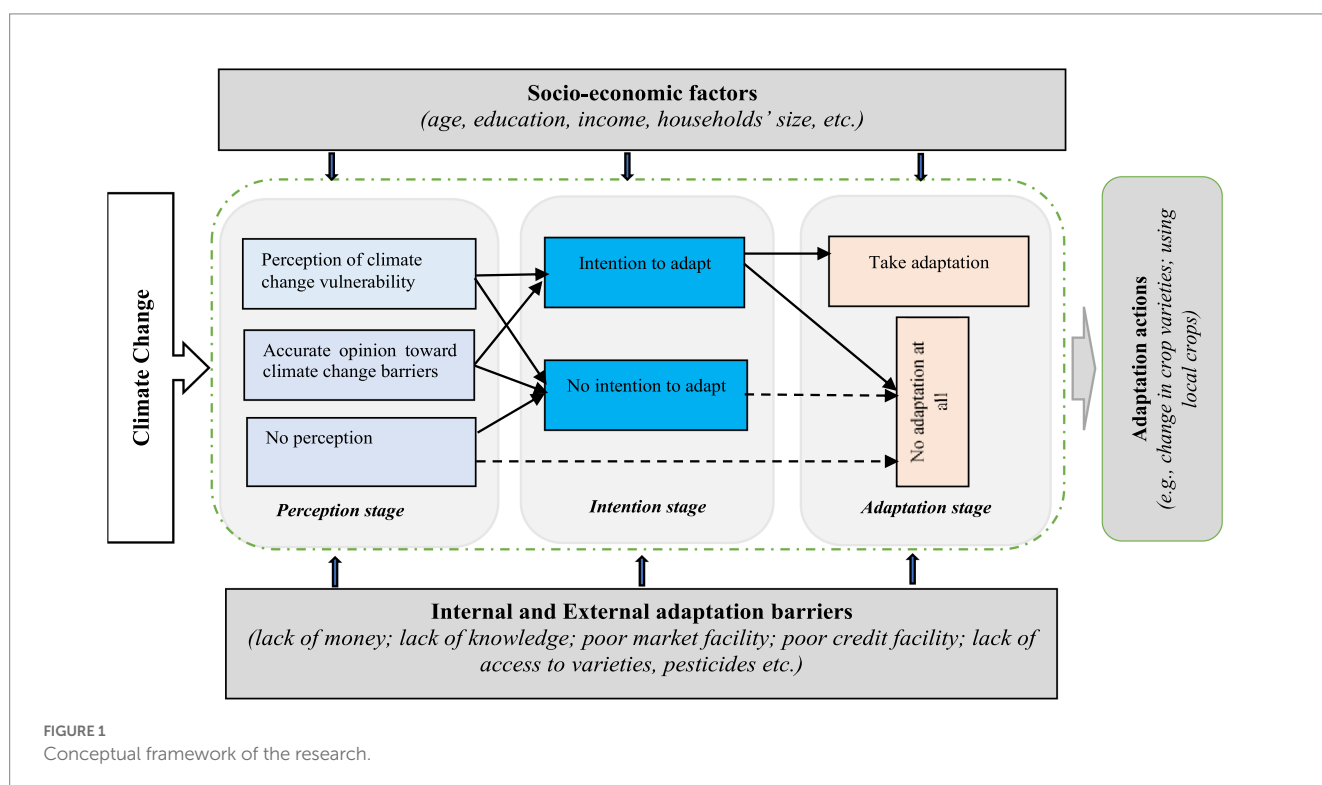 Socio-economic factors
(age, education, income, households' size, etc.)
Climate Change
Perception of climate
change vulnerability
Accurate opinion toward
climate change barriers
No perception
Perception stage
Intention to adapt
No intention to adapt
Intention stage
Take adaptation
No adaptation at
all
Adaptation stage
Adaptation actions
(e.g., change in crop varieties; using
local crops)
Internal and External adaptation barriers
(lack of money; lack of knowledge; poor market facility; poor credit facility; lack of
access to varieties, pesticides etc.)
FIGURE 1
Conceptual framework of the research.